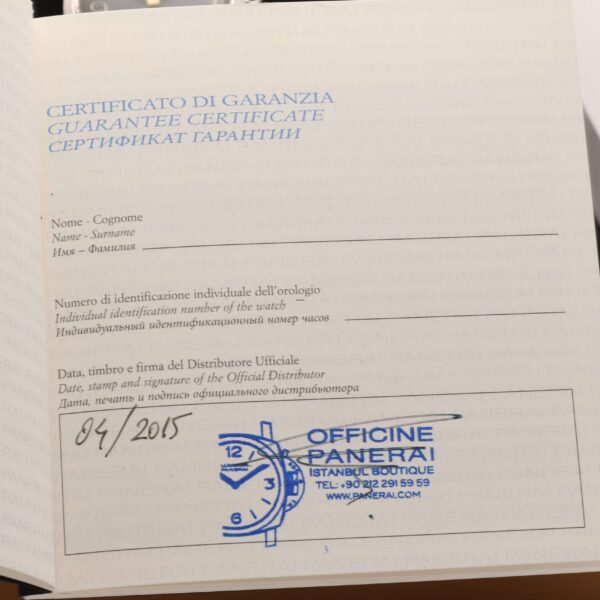 CERTIFICATO DI GARANZIA
GUARANTEE CERTIFICATE
СЕРТИФИКАТ ГАРАНТИИ
Nome - Cognome
Name - Surname
Имя – Фамилия
Numero di identificazione individuale dell'orologio
Individual identification number of the watch
Индивидуальный идентификационный номер часов
Data, timbro e firma del Distributore Ufficiale
Date, stamp and signature of the Official Distributor
Дата, печать и подпись официального дистрибьютора
04/2015
12
3
6
OFFICINE
PANERAI
ISTANBUL BOUTIQUE
TEL: +90 212 291 59 59
WWW.PANERAI.COM
3